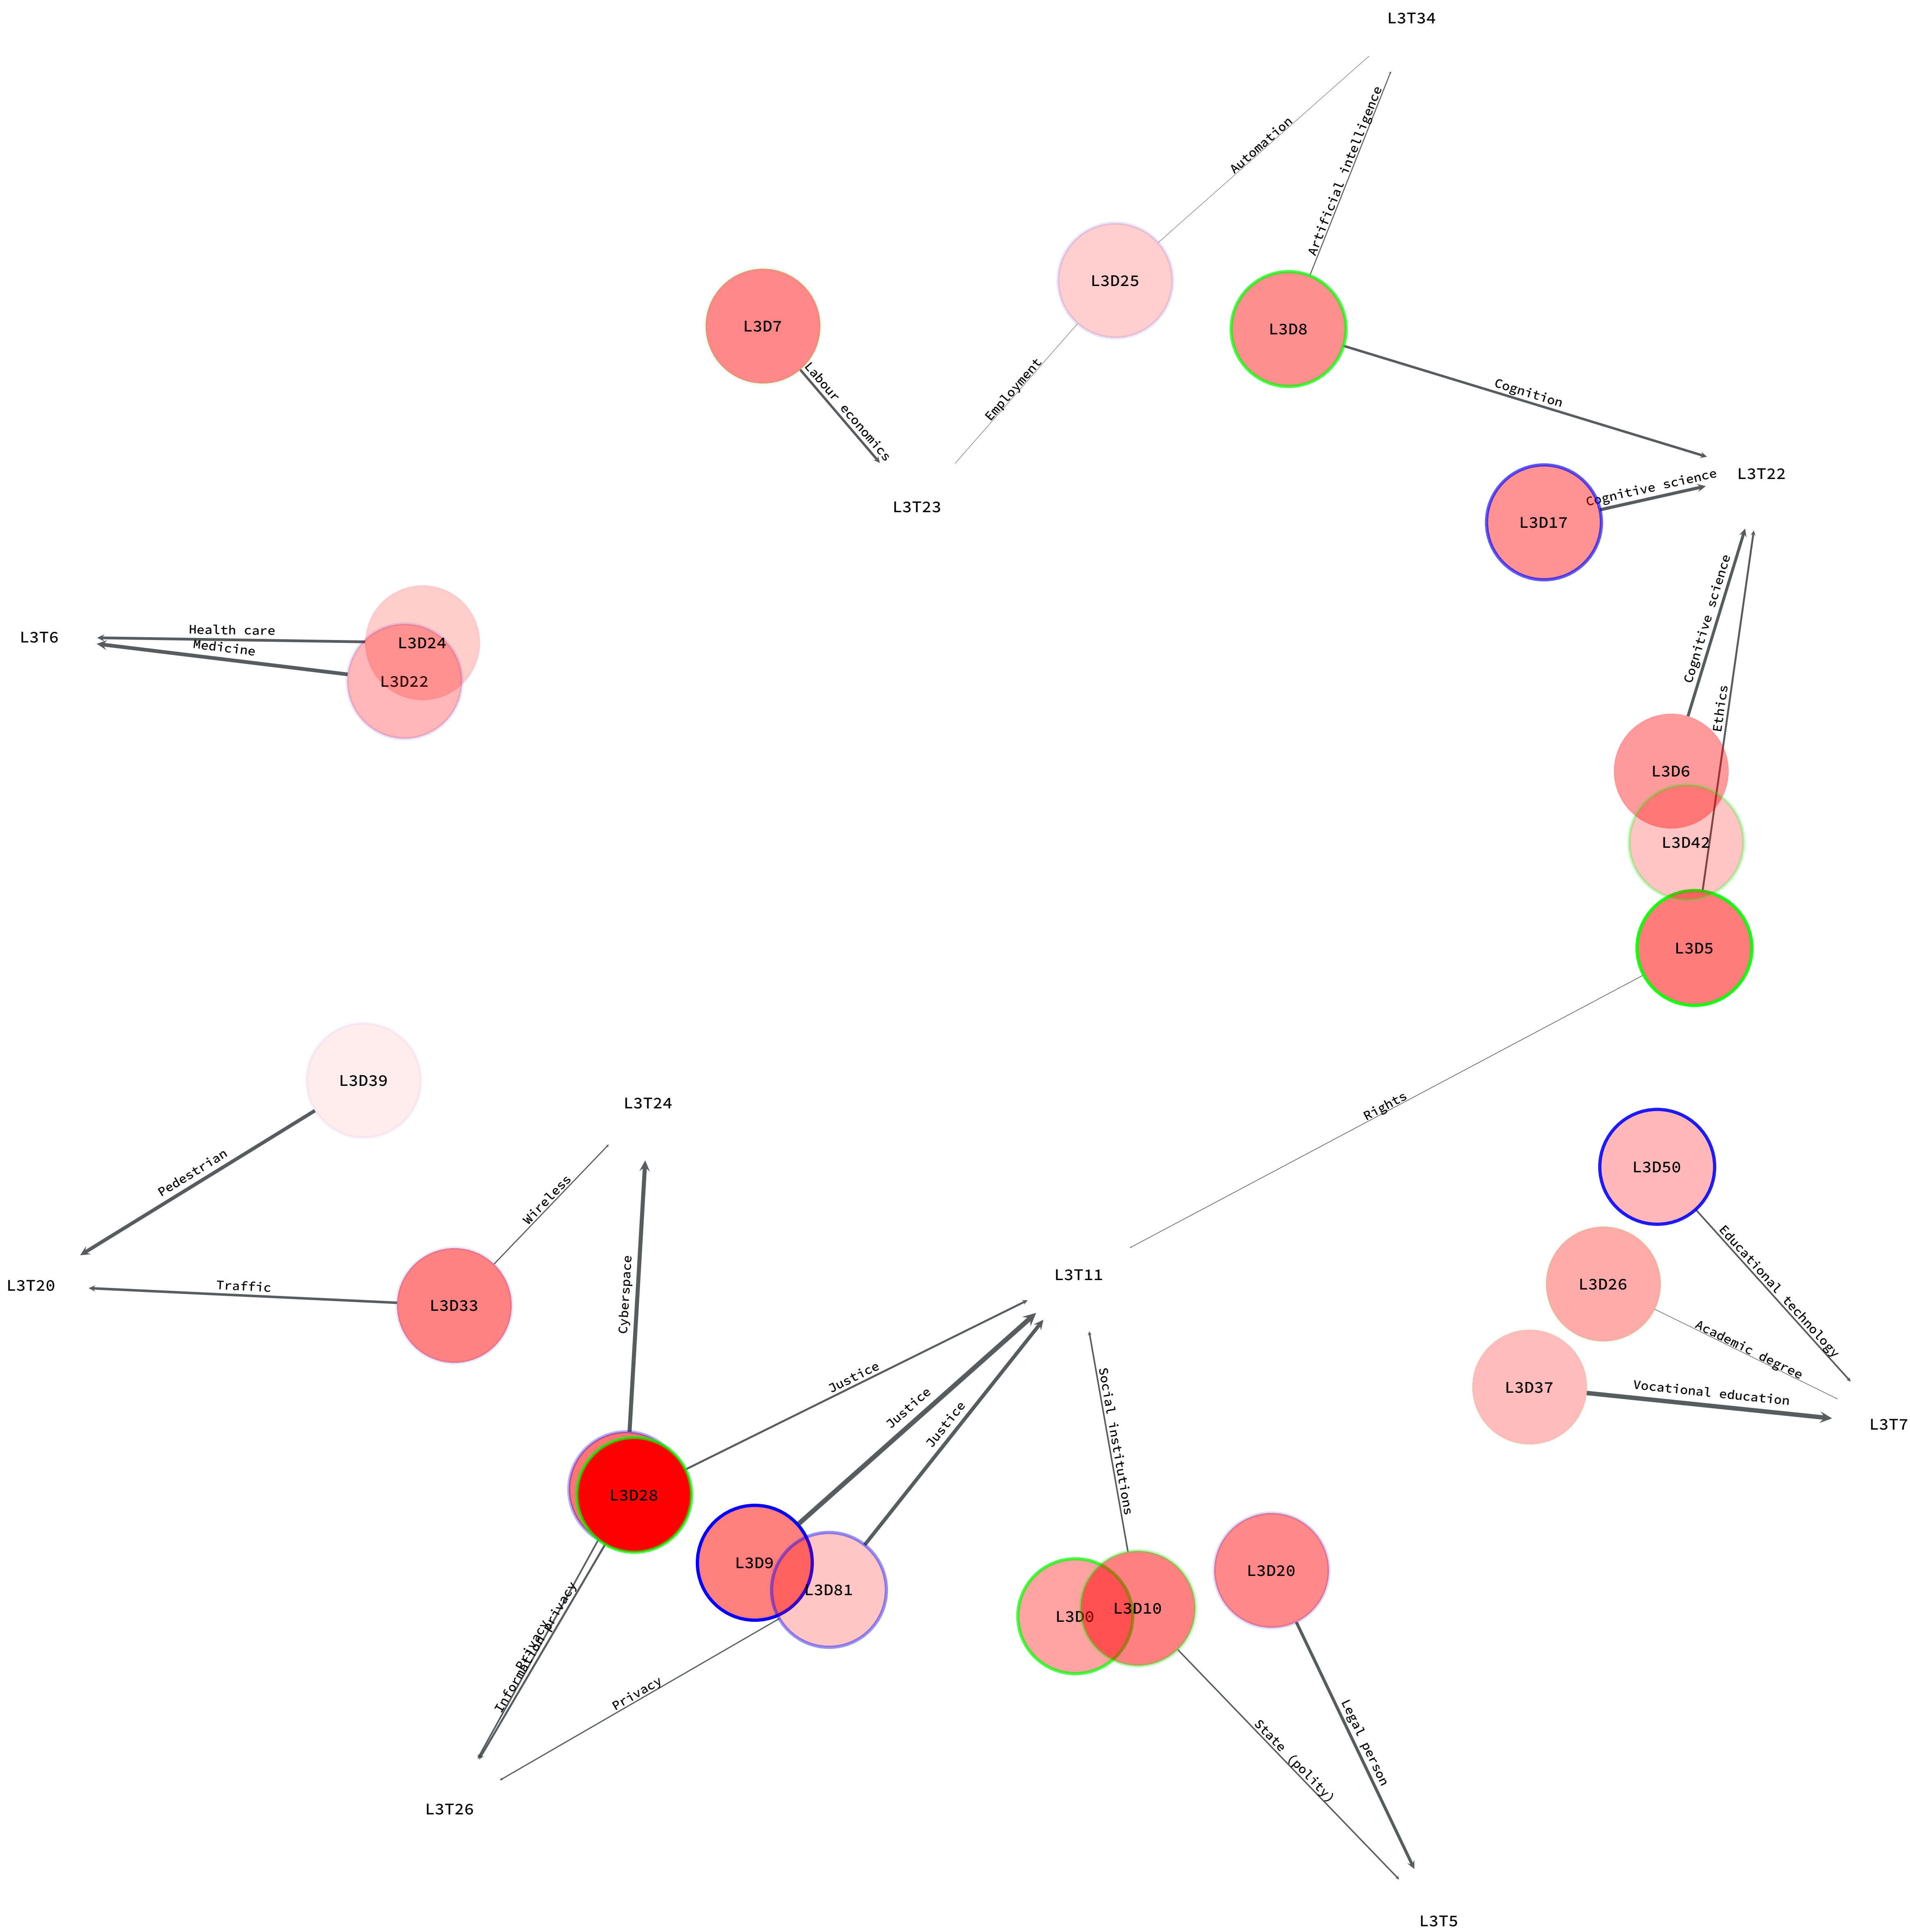 L3T34
Automation
Artificial intelligence
L3D25
L3D7
L3D8
Labour economics
Employment
Cognition
L3T22
Cognitive science
L3T23
L3D17
Cognitive science
L3T6
Health care
Medicine
L3D24
L3D22
Ethics
L3D6
L3D42
L3D5
L3D39
L3T24
Rights
Pedestrian
Wireless
L3D50
L3T20
Traffic
L3D33
Cyberspace
L3T11
L3D26
Educational technology
Academic degree
L3D37
Vocational education
L3T7
Justice
Justice
Justice
Social institutions
L3D28
L3D9
L3D81
L3D0
L3D10
L3D20
Privacy
Information privacy
Privacy
State (polity)
Legal person
L3T26
L3T5